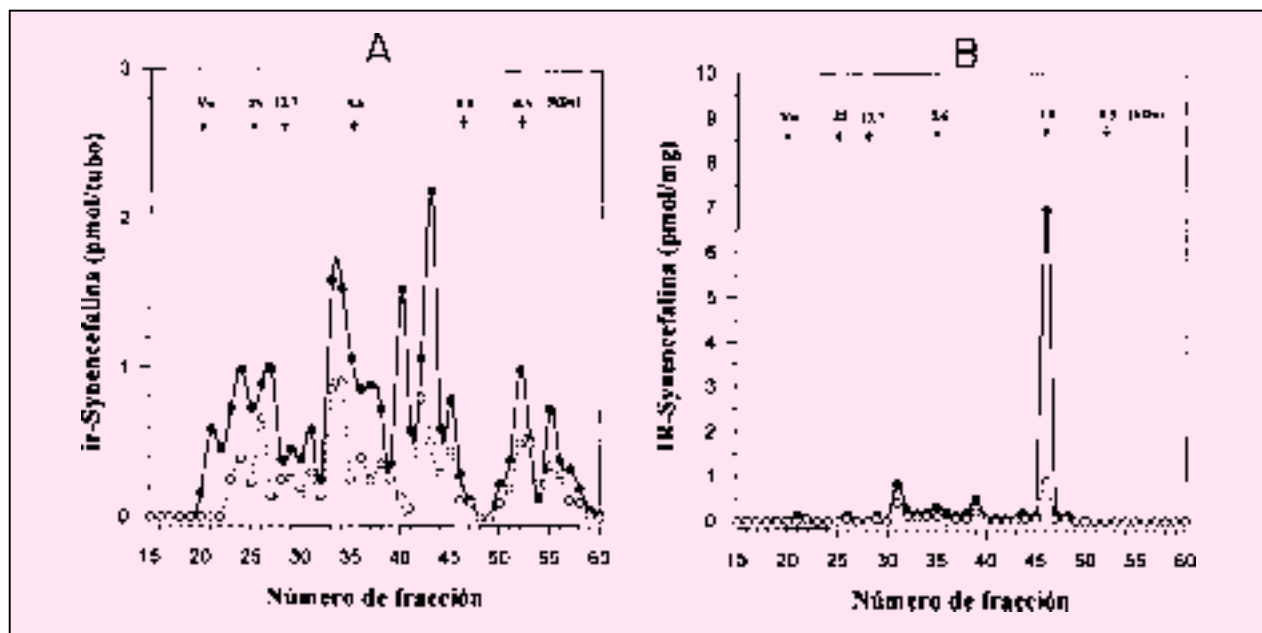 A
3
2
1
0
ir-Synencefalina (pmol/tubo)
15 20 25 30 35 40 45 50 55 60
Número de fracción
B
10
9
8
7
6
5
4
3
2
1
0
IR-Synencefalina (pmol/mg)
15 20 25 30 35 40 45 50 55 60
Número de fracción